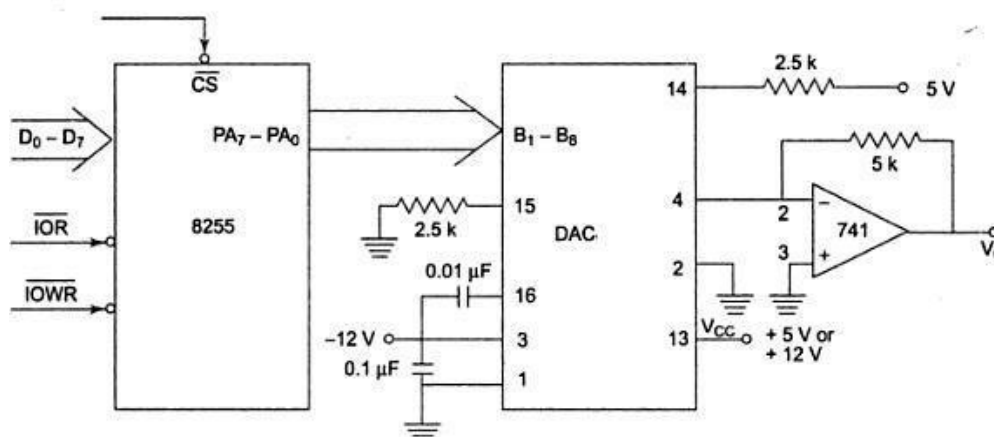 CS
D0 – D7
PA7 – PA0
IOR
8255
IOWR
B1 – B8
DAC
15
2.5 k
0.01 µF
16
–12 V
3
0.1 µF
1
14
2.5 k
5 V
5 k
4
2
–
741
3
+
2
13
VCC
+ 5 V or
+ 12 V